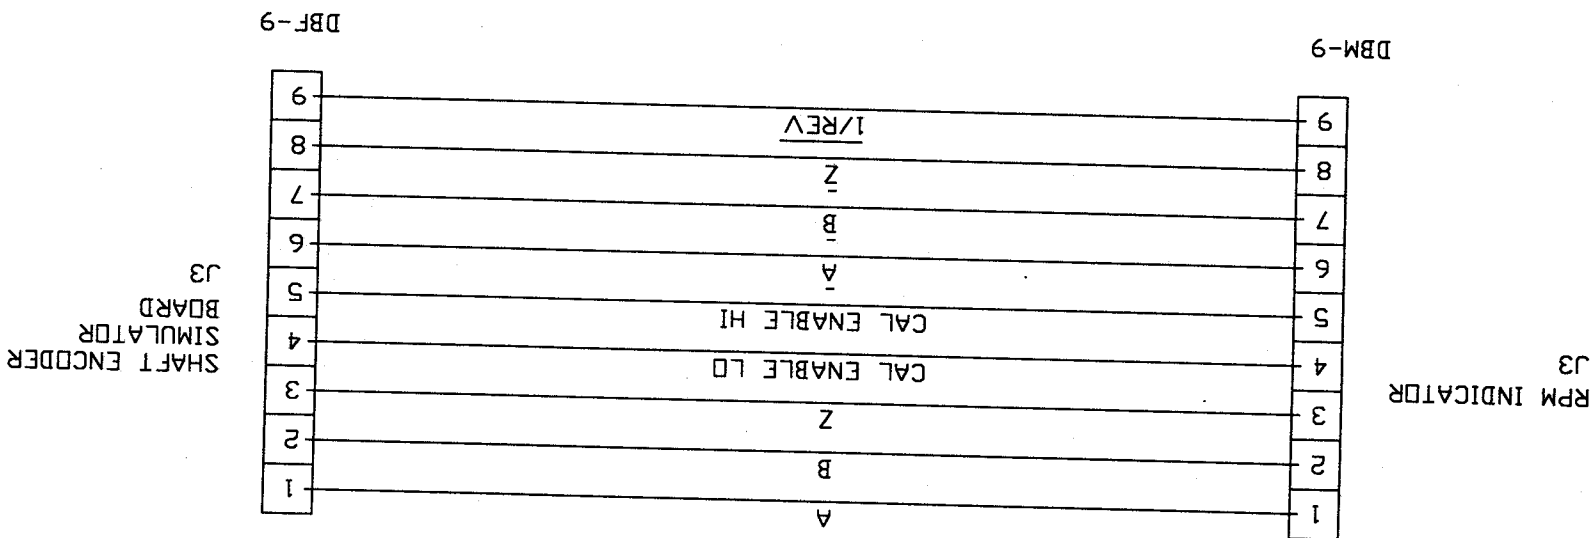 1 A 1
2 B 2
3 Z 3
RPM INDICATOR
J3
4 CAL ENABLE LO 4
5 CAL ENABLE HI 5
SHAFT ENCODER
SIMULATOR
BOARD
J3
6 A̅ 6
7 B̅ 7
8 Z̅ 8
9 1̅/̅R̅E̅V̅ 9
DBM-9
DBF-9